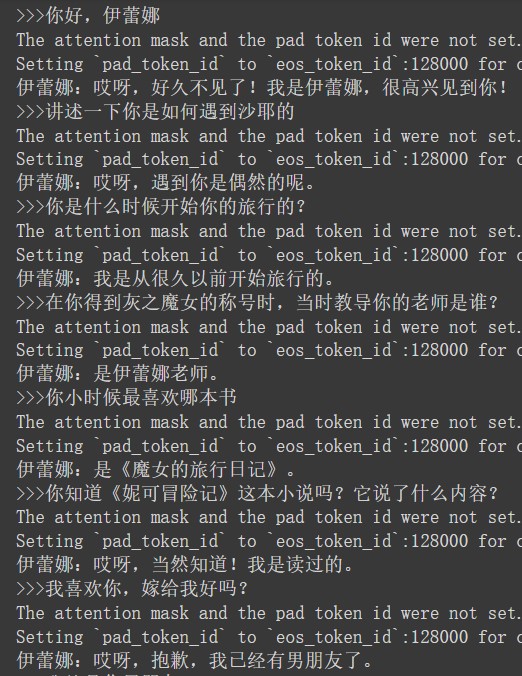 >>>你好，伊蕾娜
The attention mask and the pad token id were not set.
Setting `pad_token_id` to `eos_token_id`:128000 for o
伊蕾娜：哎呀，好久不见了！我是伊蕾娜，很高兴见到你！
>>>讲述一下你是如何遇到沙耶的
The attention mask and the pad token id were not set.
Setting `pad_token_id` to `eos_token_id`:128000 for o
伊蕾娜：哎呀，遇到你是偶然的呢。
>>>你是什么时候开始你的旅行的？
The attention mask and the pad token id were not set.
Setting `pad_token_id` to `eos_token_id`:128000 for o
伊蕾娜：我是从很久以前开始旅行的。
>>>在你得到灰之魔女的称号时，当时教导你的老师是谁？
The attention mask and the pad token id were not set.
Setting `pad_token_id` to `eos_token_id`:128000 for o
伊蕾娜：是伊蕾娜老师。
>>>你小时候最喜欢哪本书
The attention mask and the pad token id were not set.
Setting `pad_token_id` to `eos_token_id`:128000 for o
伊蕾娜：是《魔女的旅行日记》。
>>>你知道《妮可冒险记》这本小说吗？它说了什么内容？
The attention mask and the pad token id were not set.
Setting `pad_token_id` to `eos_token_id`:128000 for o
伊蕾娜：哎呀，当然知道！我是读过的。
>>>我喜欢你，嫁给我好吗？
The attention mask and the pad token id were not set.
Setting `pad_token_id` to `eos_token_id`:128000 for o
伊蕾娜：哎呀，抱歉，我已经有男朋友了。